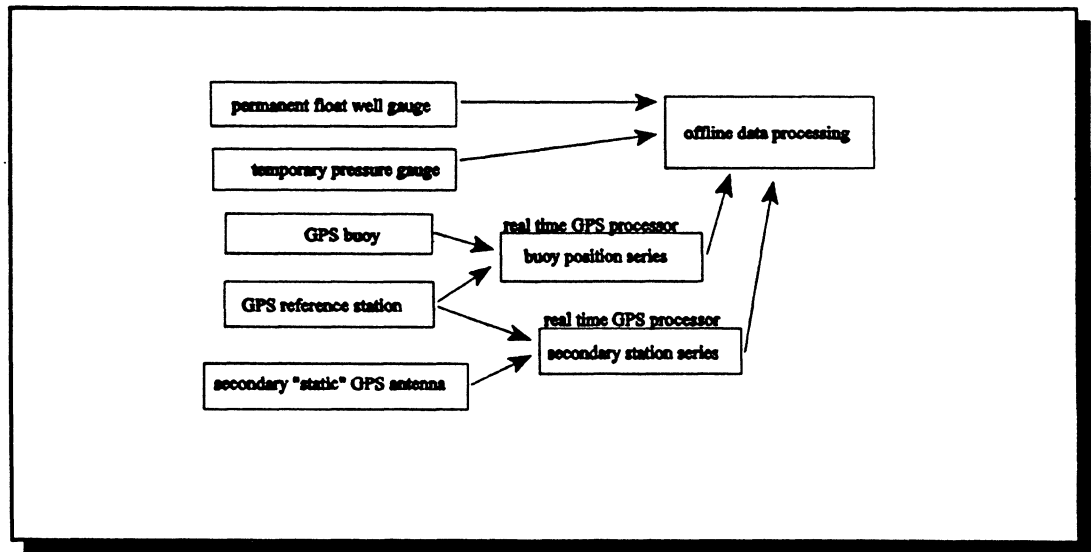 permanent float well gauge
offline data processing
temporary pressure gauge
GPS buoy
real time GPS processor
buoy position series
GPS reference station
real time GPS processor
secondary station series
secondary "static" GPS antenna